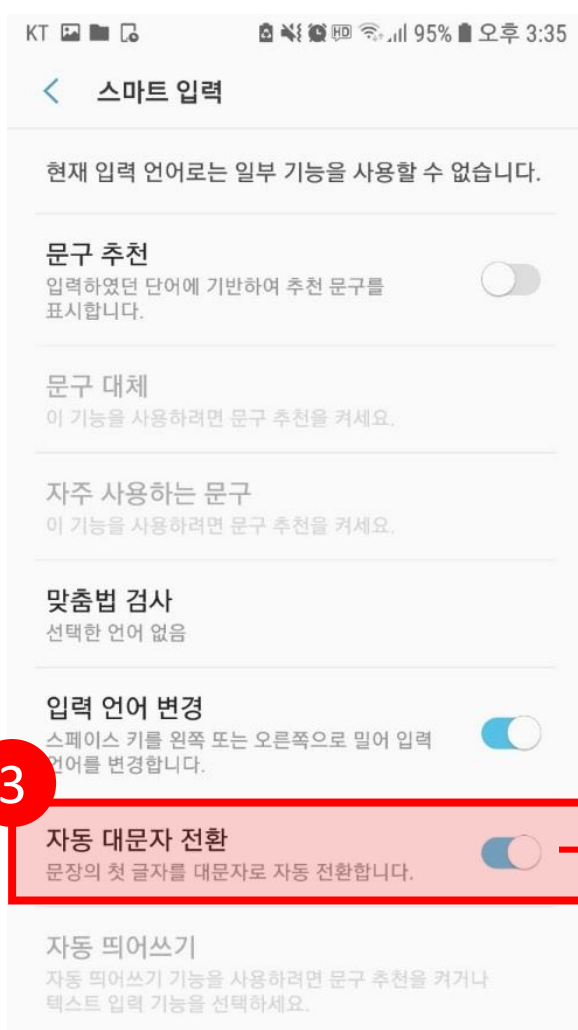 KT HD 95% 오후 3:35
스마트 입력
현재 입력 언어로는 일부 기능을 사용할 수 없습니다.
문구 추천
입력하였던 단어에 기반하여 추천 문구를
표시합니다.
문구 대체
이 기능을 사용하려면 문구 추천을 켜세요.
자주 사용하는 문구
이 기능을 사용하려면 문구 추천을 켜세요.
맞춤법 검사
선택한 언어 없음
입력 언어 변경
스페이스 키를 왼쪽 또는 오른쪽으로 밀어 입력
언어를 변경합니다.
3
자동 대문자 전환
문장의 첫 글자를 대문자로 자동 전환합니다.
자동 띄어쓰기
자동 띄어쓰기 기능을 사용하려면 문구 추천을 켜거나
텍스트 입력 기능을 선택하세요.